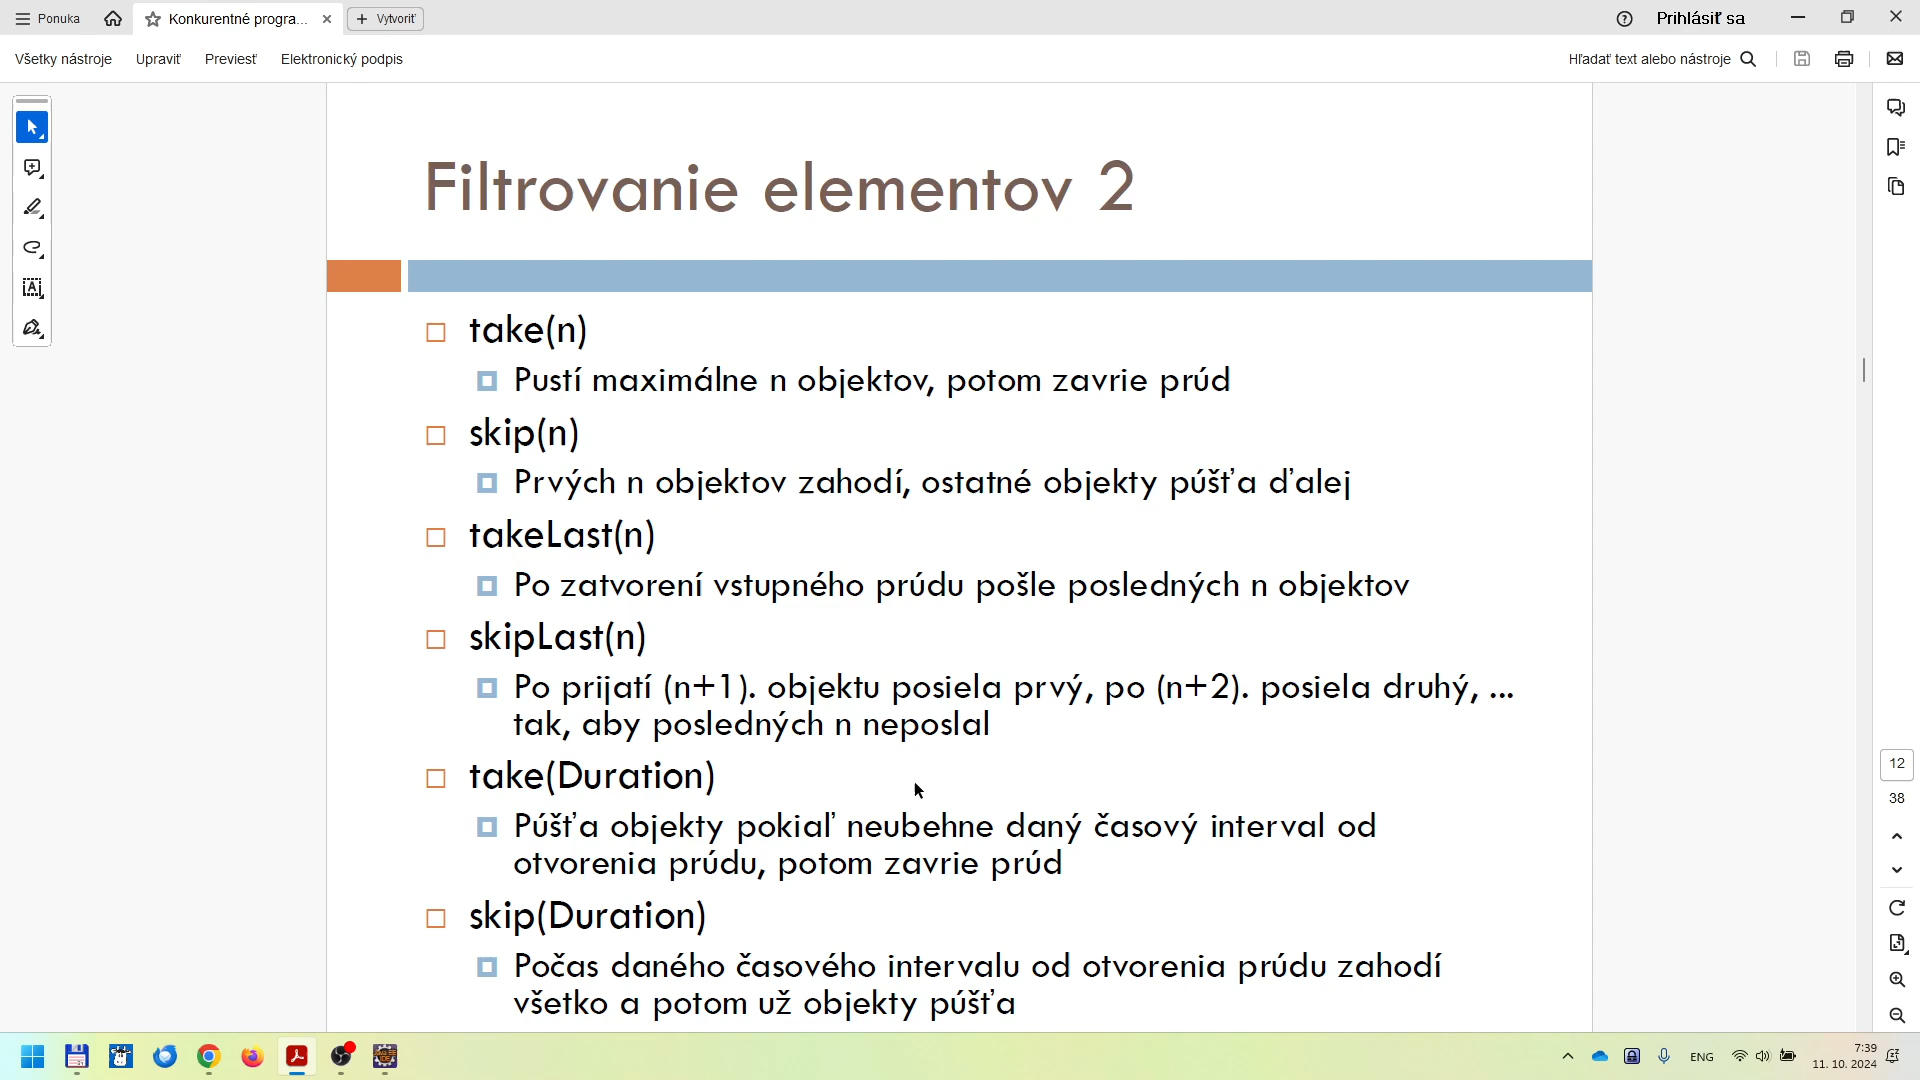 Ponuka
Konkurentné progra...
Vytvoriť
Prihlásiť sa
Všetky nástroje
Upraviť
Previesť
Elektronický podpis
Hľadať text alebo nástroje
Filtrovanie elementov 2
take(n)
Pustí maximálne n objektov, potom zavrie prúd
skip(n)
Prvých n objektov zahodí, ostatné objekty púšťa ďalej
takeLast(n)
Po zatvorení vstupného prúdu pošle posledných n objektov
skipLast(n)
Po prijatí (n+1). objektu posiela prvý, po (n+2). posiela druhý, ...
tak, aby posledných n neposlal
take(Duration)
Púšťa objekty pokiaľ neubehne daný časový interval od
otvorenia prúdu, potom zavrie prúd
skip(Duration)
Počas daného časového intervalu od otvorenia prúdu zahodí
všetko a potom už objekty púšťa
12
38
ENG
7:39
11. 10. 2024